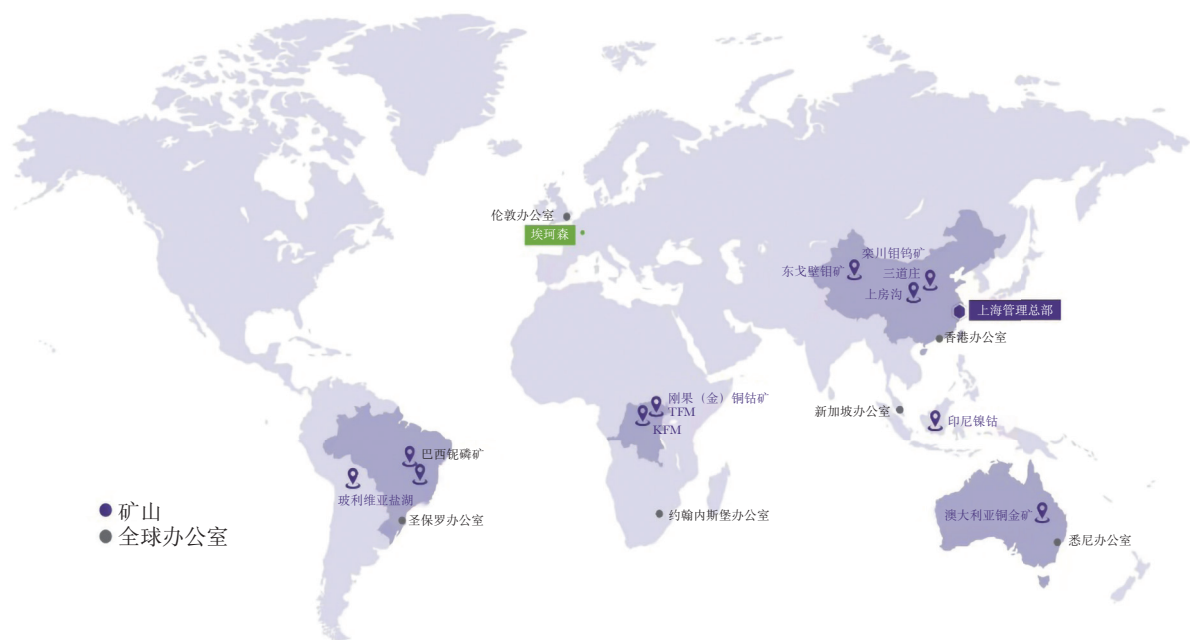 伦敦办公室
埃珂森
栾川钼钨矿
东戈壁钼矿
三道庄
上房沟
上海管理总部
香港办公室
刚果（金）铜钴矿
TFM
KFM
新加坡办公室
印尼镍钴
巴西铌磷矿
玻利维亚盐湖
圣保罗办公室
约翰内斯堡办公室
澳大利亚铜金矿
悉尼办公室
矿山
全球办公室